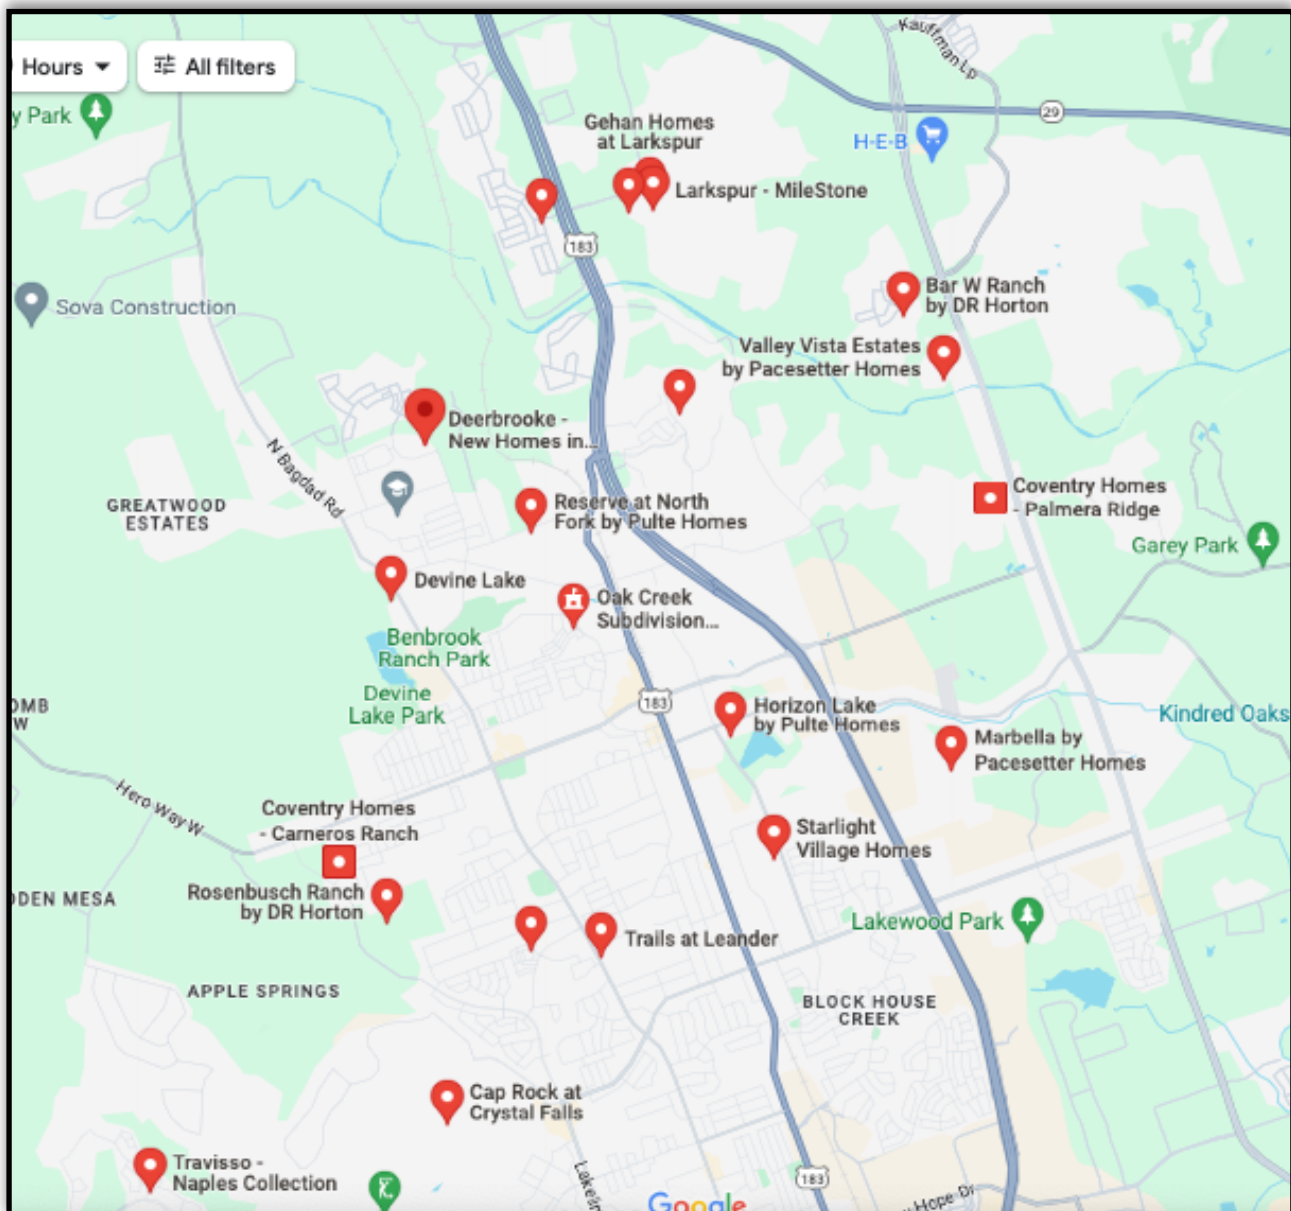 Hours
All filters
Kauffman Lp
29
y Park
Gehan Homes
at Larkspur
H-E-B
Larkspur - MileStone
183
Bar W Ranch
by DR Horton
Sova Construction
Valley Vista Estates
by Pacesetter Homes
Deerbrooke -
New Homes in...
N Bagdad Rd
GREATWOOD
ESTATES
Reserve at North
Fork by Pulte Homes
Coventry Homes
- Palmera Ridge
Garey Park
Devine Lake
Oak Creek
Subdivision...
Benbrook
Ranch Park
Devine
Lake Park
OMB
W
183
Horizon Lake
by Pulte Homes
Kindred Oaks
Marbella by
Pacesetter Homes
Hero Way W
Coventry Homes
- Carneros Ranch
Starlight
Village Homes
DDEN MESA
Rosenbusch Ranch
by DR Horton
Trails at Leander
Lakewood Park
APPLE SPRINGS
BLOCK HOUSE
CREEK
Cap Rock at
Crystal Falls
Travisso -
Naples Collection
183
Hope Dr
Google